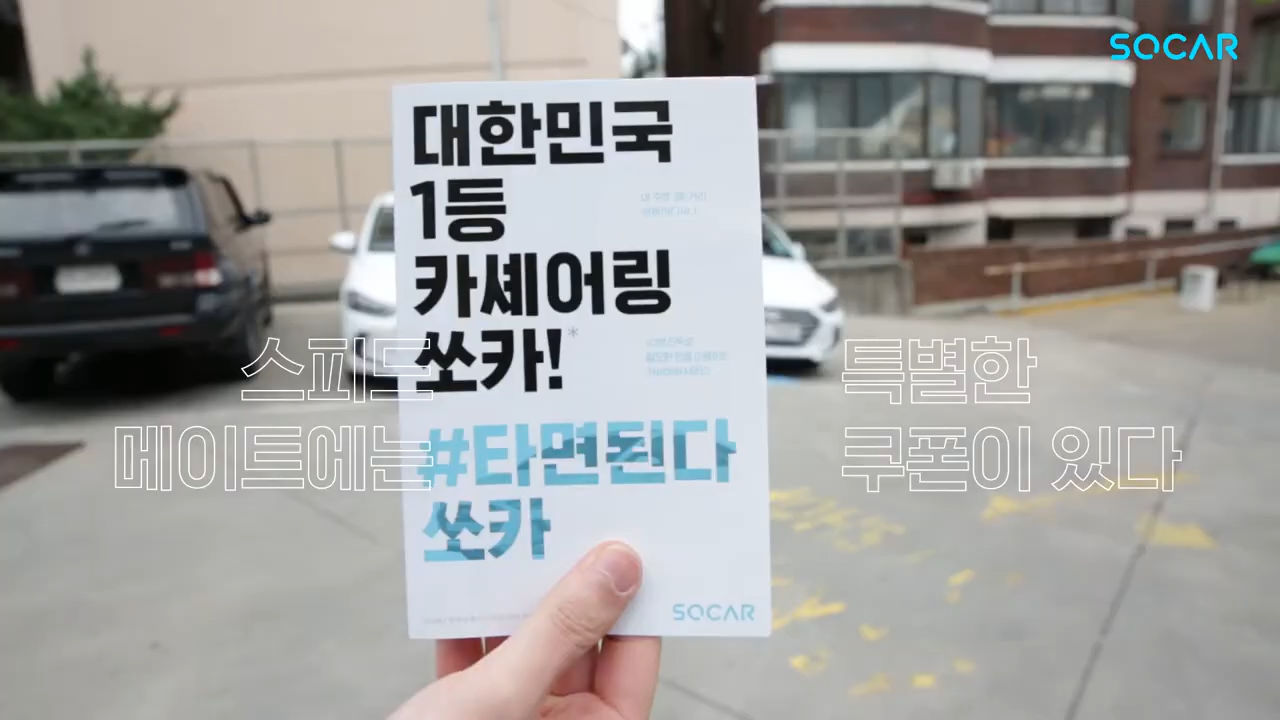 SOCAR
대한민국
1등
카셰어링
쏘카!*
#타면된다
쏘카
SOCAR
스피드
메이트에는
특별한
쿠폰이 있다